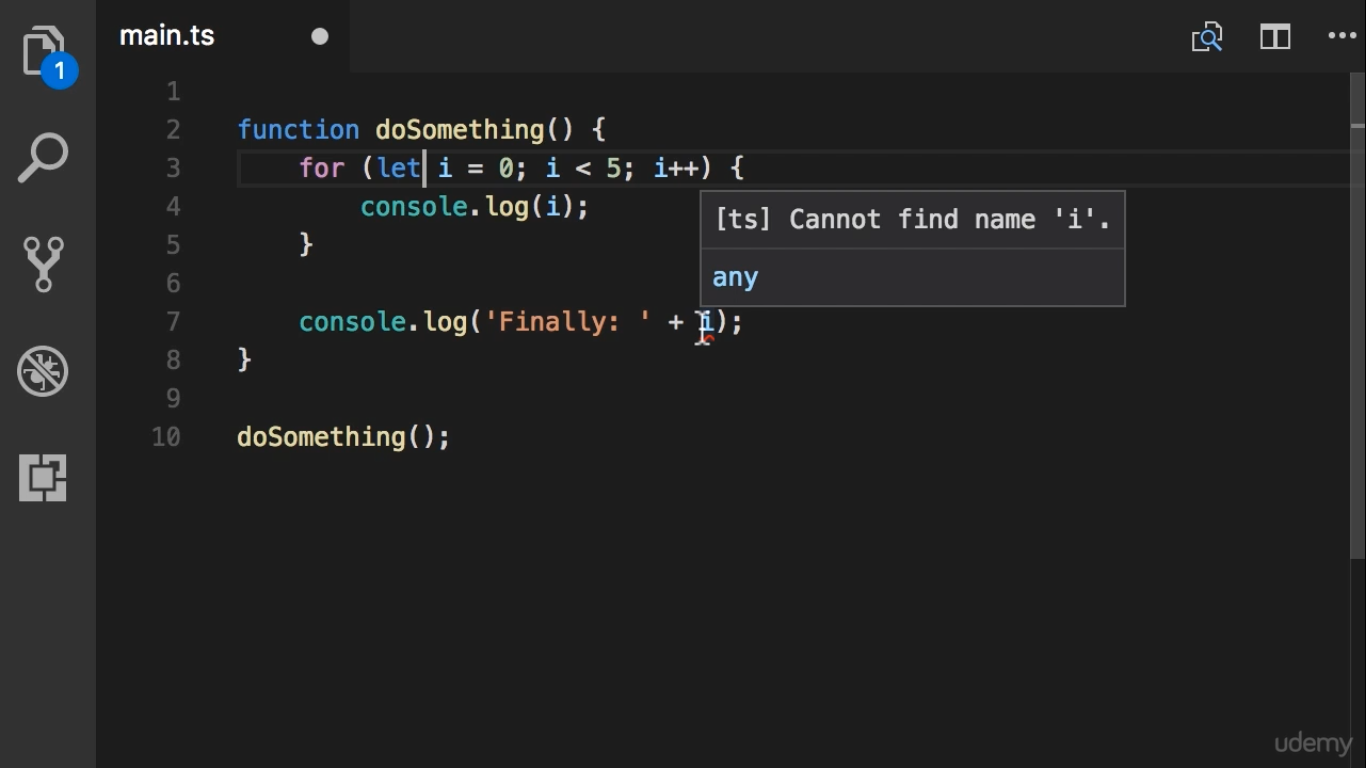 main.ts
1
1
2 function doSomething() {
3 for (let i = 0; i < 5; i++) {
4 console.log(i);
[ts] Cannot find name 'i'.
5 }
any
6
7 console.log('Finally: ' + i);
8 }
9
10 doSomething();
udemy